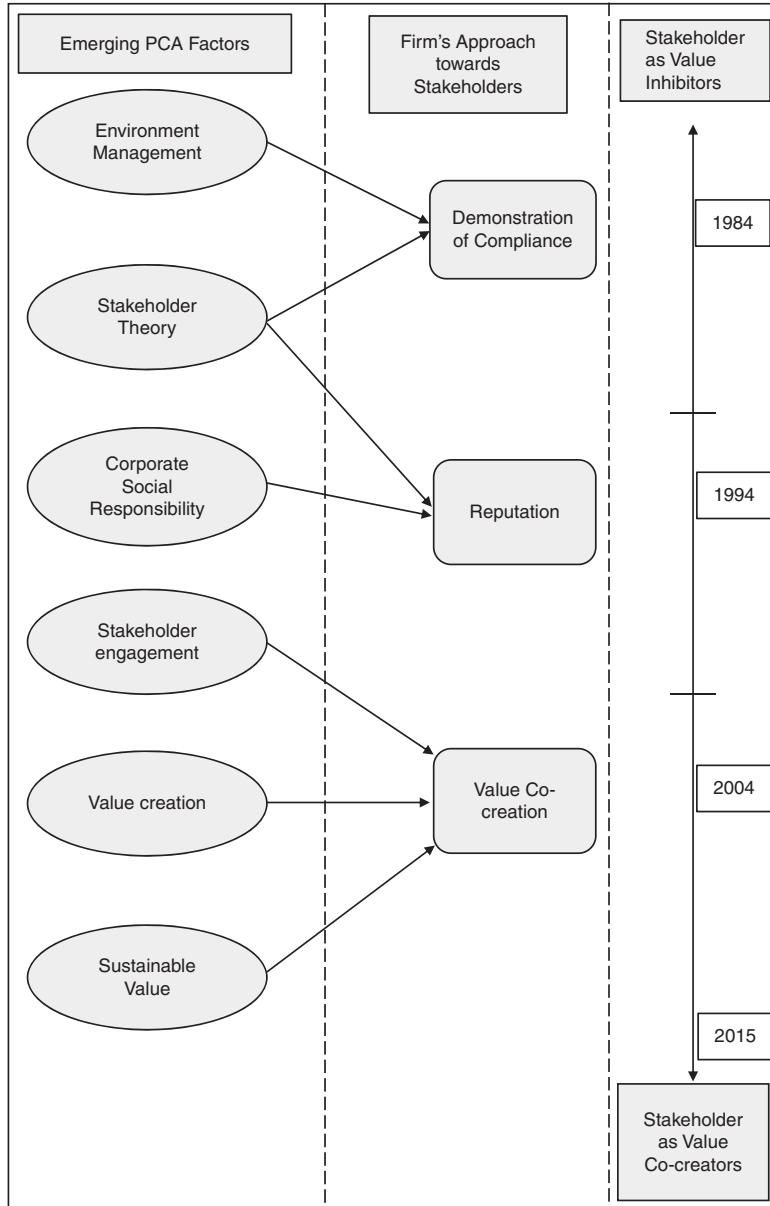 Emerging PCA Factors
Firm's Approach
towards
Stakeholders
Stakeholder
as Value
Inhibitors
Environment
Management
Demonstration
of Compliance
1984
Stakeholder
Theory
Corporate
Social
Responsibility
Reputation
1994
Stakeholder
engagement
Value creation
Value Co-
creation
2004
Sustainable
Value
2015
Stakeholder
as Value
Co-creators